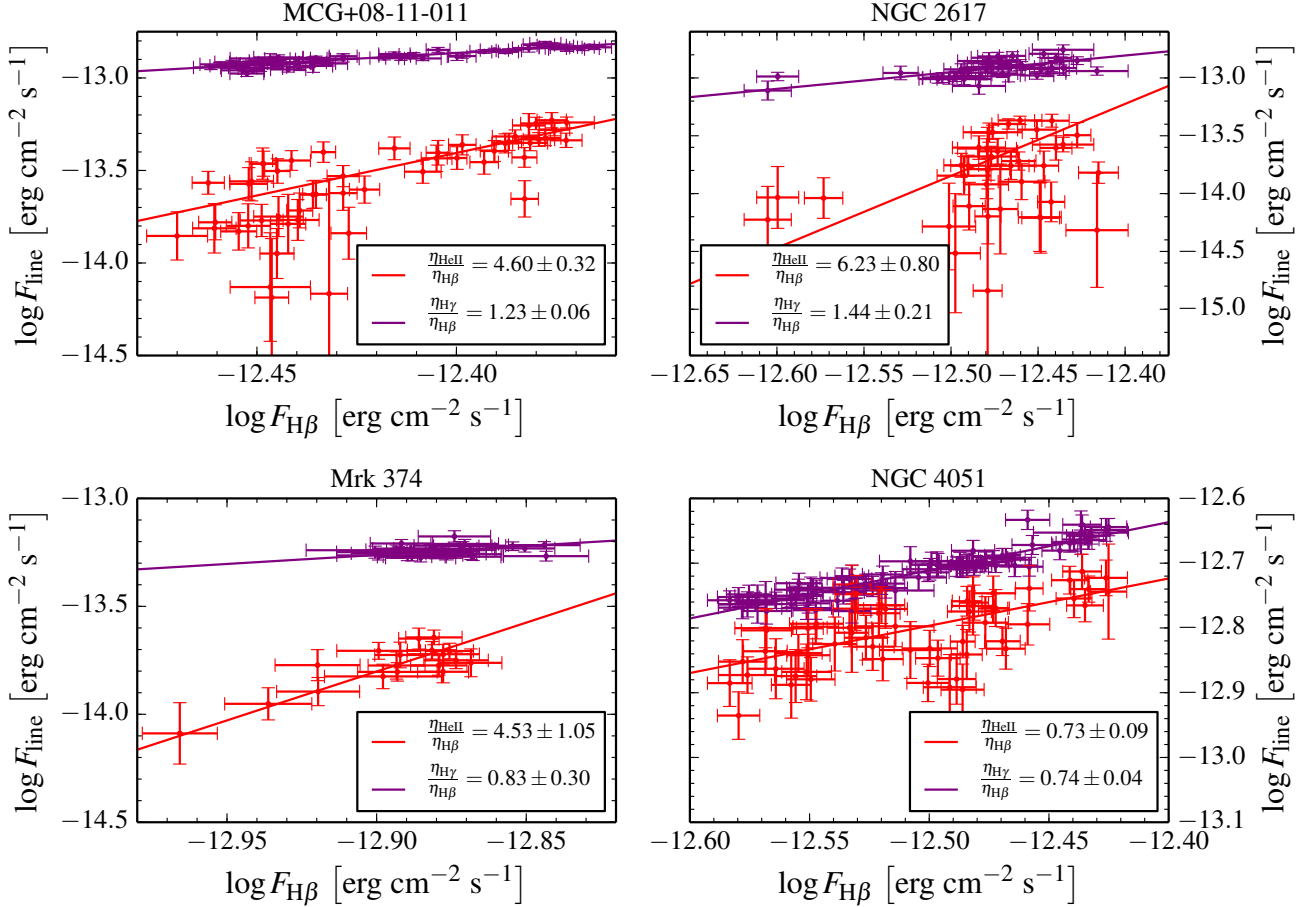 MCG+08-11-011
−13.0
−13.5
−14.0
−14.5
log F_line [erg cm⁻² s⁻¹]
η_HeII/η_Hβ = 4.60 ± 0.32
η_Hγ/η_Hβ = 1.23 ± 0.06
−12.45 −12.40
log F_Hβ [erg cm⁻² s⁻¹]
NGC 2617
−13.0
−13.5
−14.0
−14.5
−15.0
log F_line [erg cm⁻² s⁻¹]
η_HeII/η_Hβ = 6.23 ± 0.80
η_Hγ/η_Hβ = 1.44 ± 0.21
−12.65 −12.60 −12.55 −12.50 −12.45 −12.40
log F_Hβ [erg cm⁻² s⁻¹]
Mrk 374
−13.0
−13.5
−14.0
−14.5
log F_line [erg cm⁻² s⁻¹]
η_HeII/η_Hβ = 4.53 ± 1.05
η_Hγ/η_Hβ = 0.83 ± 0.30
−12.95 −12.90 −12.85
log F_Hβ [erg cm⁻² s⁻¹]
NGC 4051
−12.6
−12.7
−12.8
−12.9
−13.0
−13.1
log F_line [erg cm⁻² s⁻¹]
η_HeII/η_Hβ = 0.73 ± 0.09
η_Hγ/η_Hβ = 0.74 ± 0.04
−12.60 −12.55 −12.50 −12.45 −12.40
log F_Hβ [erg cm⁻² s⁻¹]